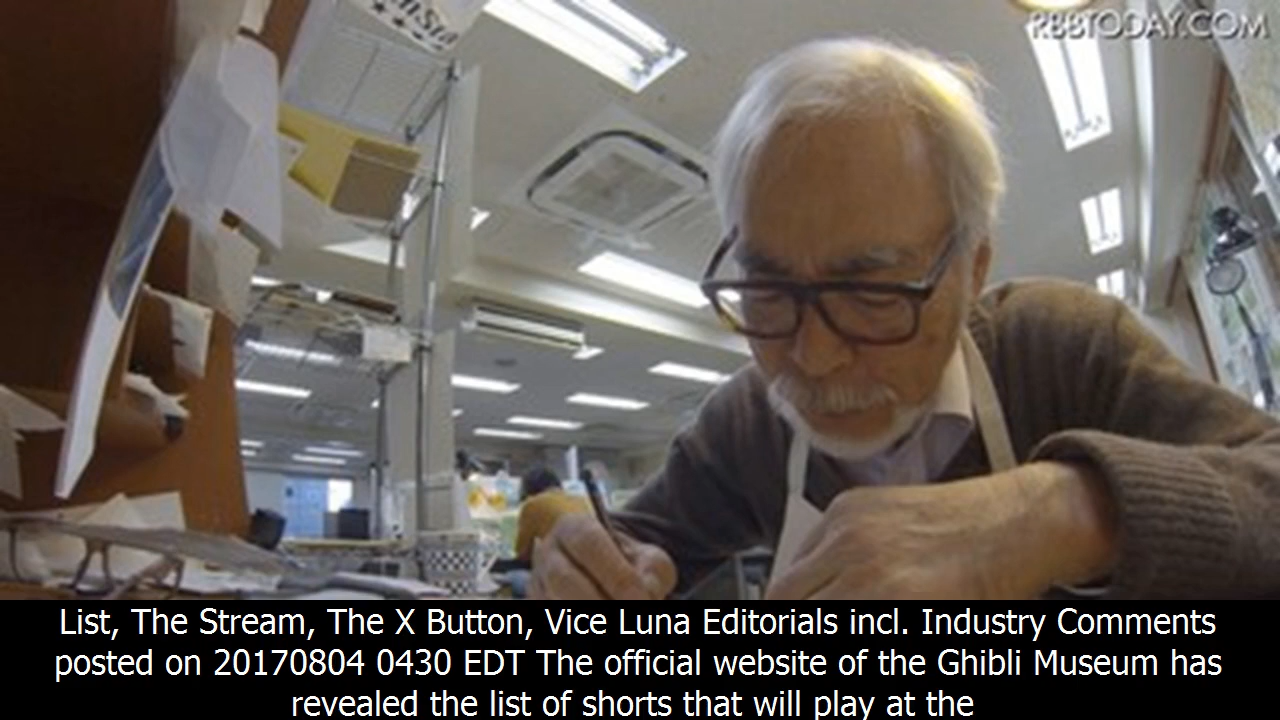 RBBTODAY.COM
List, The Stream, The X Button, Vice Luna Editorials incl. Industry Comments
posted on 20170804 0430 EDT The official website of the Ghibli Museum has
revealed the list of shorts that will play at the